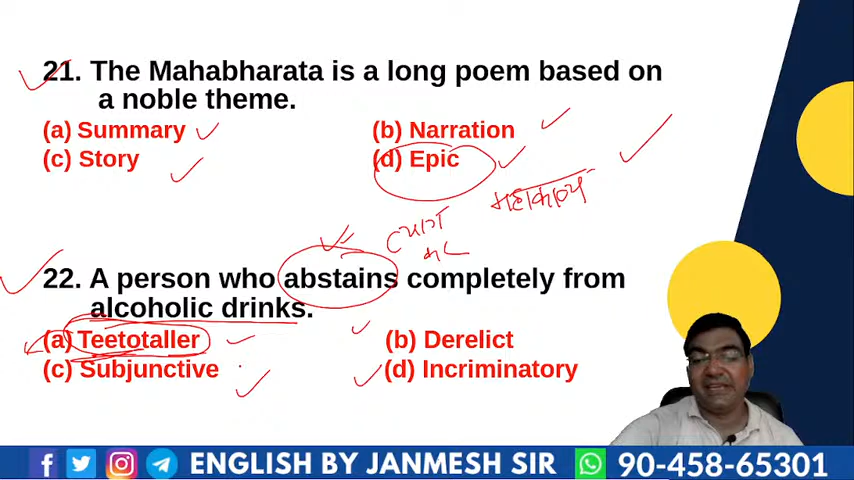 21. The Mahabharata is a long poem based on
a noble theme.
(a) Summary (b) Narration
(c) Story (d) Epic
महाकाव्य
त्याग
22. A person who abstains completely from
alcoholic drinks.
(a) Teetotaller (b) Derelict
(c) Subjunctive (d) Incriminatory
ENGLISH BY JANMESH SIR 90-458-65301